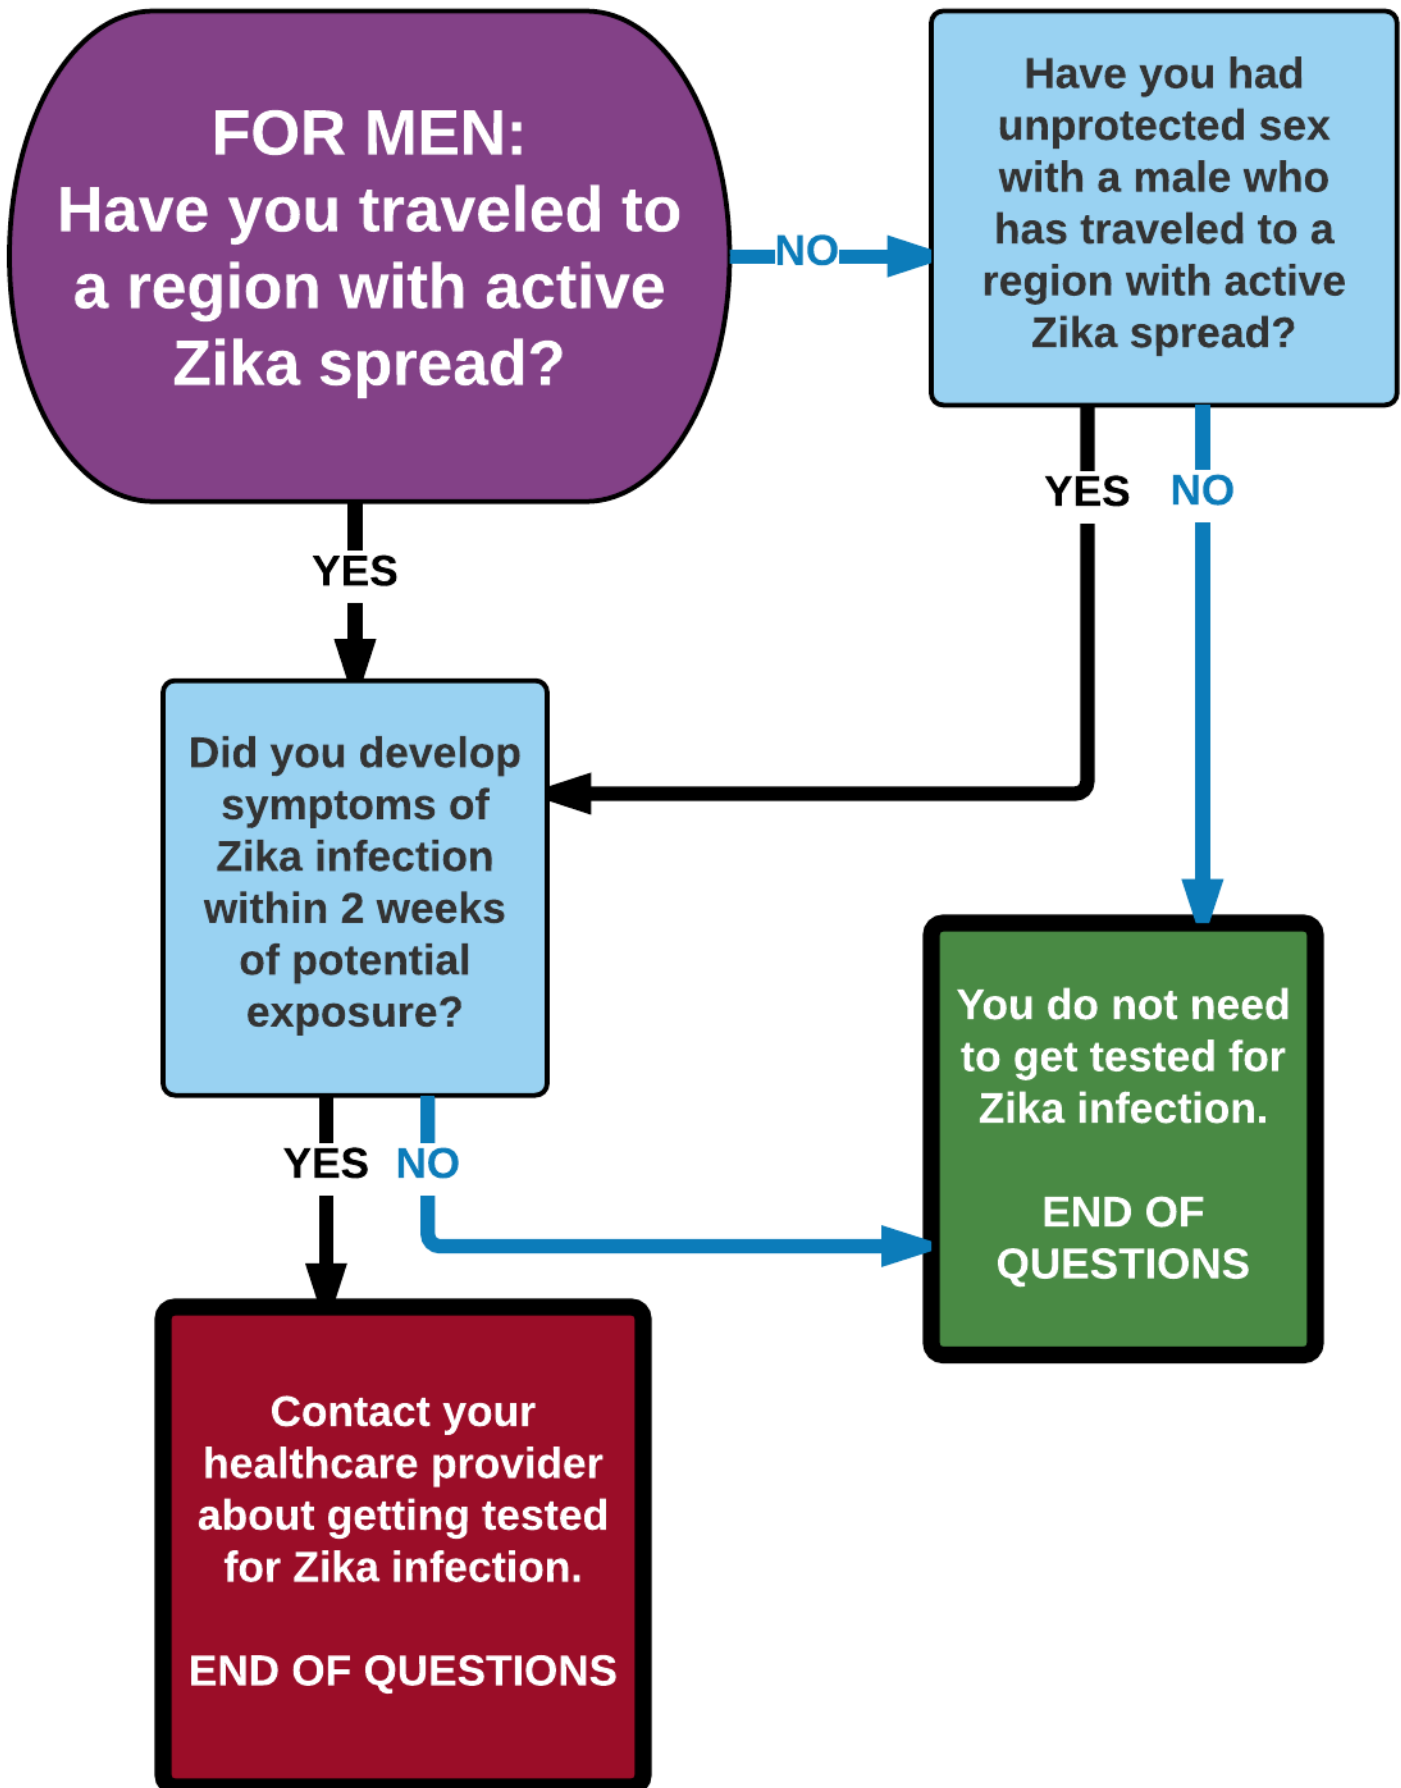 FOR MEN:
Have you traveled to
a region with active
Zika spread?
NO
Have you had
unprotected sex
with a male who
has traveled to a
region with active
Zika spread?
YES
YES
NO
Did you develop
symptoms of
Zika infection
within 2 weeks
of potential
exposure?
You do not need
to get tested for
Zika infection.
END OF
QUESTIONS
YES
NO
Contact your
healthcare provider
about getting tested
for Zika infection.
END OF QUESTIONS